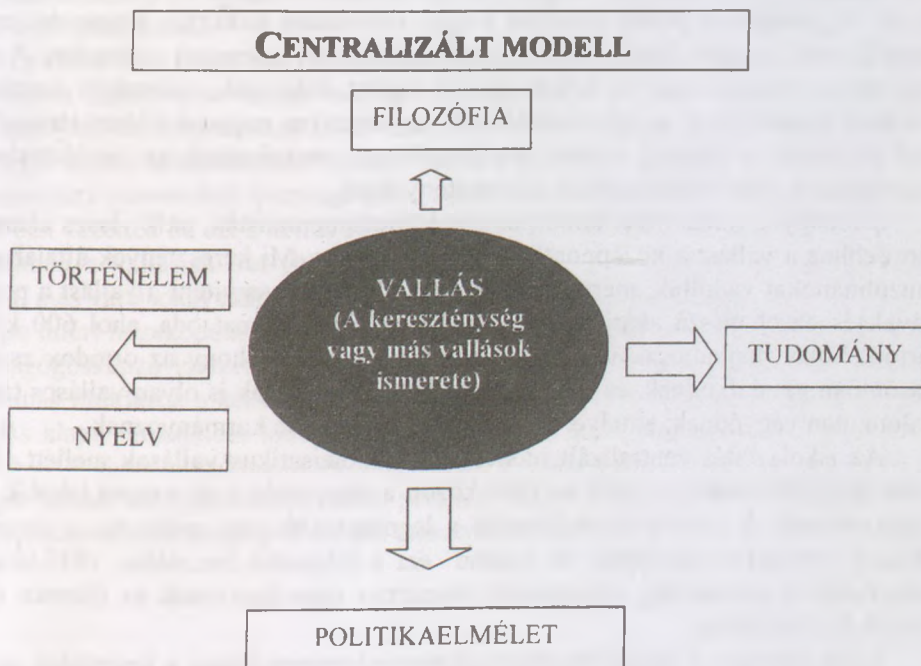 CENTRALIZÁLT MODELL
FILOZÓFIA
TÖRTÉNELEM
VALLÁS
(A kereszténység
vagy más vallások
ismerete)
TUDOMÁNY
NYELV
POLITIKAELMÉLET